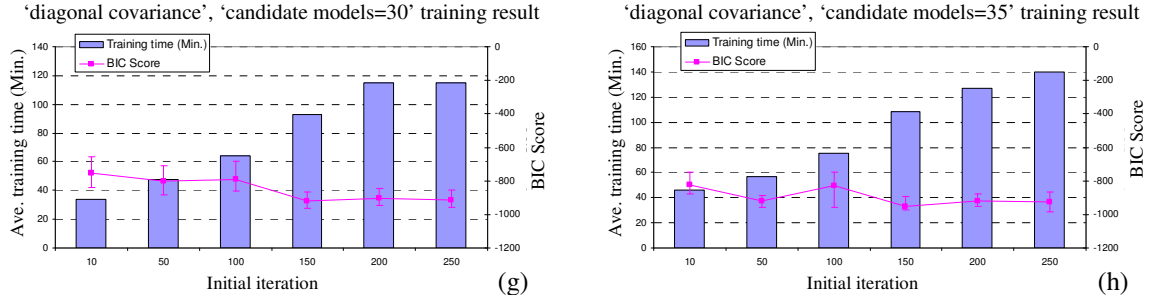 ‘diagonal covariance’, ‘candidate models=30’ training result
Ave. training time (Min.)
140
120
100
80
60
40
20
0
Training time (Min.)
BIC Score
0
-200
-400
-600
-800
-1000
-1200
BIC Score
10 50 100 150 200 250
Initial iteration
(g)
‘diagonal covariance’, ‘candidate models=35’ training result
Ave. training time (Min.)
160
140
120
100
80
60
40
20
0
Training time (Min.)
BIC Score
0
-200
-400
-600
-800
-1000
-1200
BIC Score
10 50 100 150 200 250
Initial iteration
(h)